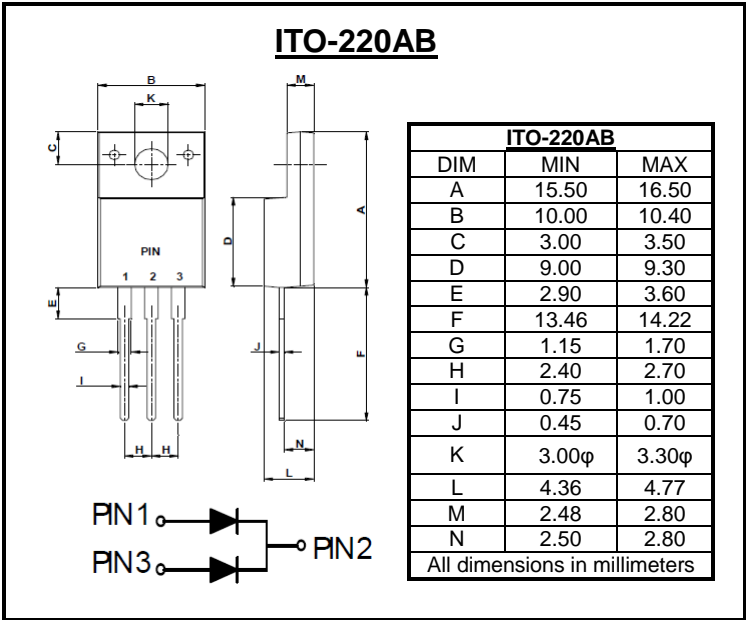 ITO-220AB
B
K
M
C
A
D
PIN
1 2 3
E
G
J
F
I
N
H H
L
PIN1
PIN2
PIN3
ITO-220AB
DIM MIN MAX
A 15.50 16.50
B 10.00 10.40
C 3.00 3.50
D 9.00 9.30
E 2.90 3.60
F 13.46 14.22
G 1.15 1.70
H 2.40 2.70
I 0.75 1.00
J 0.45 0.70
K 3.00φ 3.30φ
L 4.36 4.77
M 2.48 2.80
N 2.50 2.80
All dimensions in millimeters